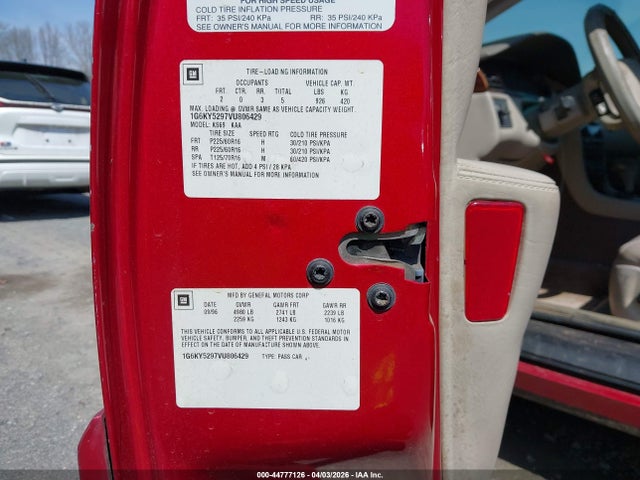 FOR HIGH SPEED USAGE
COLD TIRE INFLATION PRESSURE
FRT: 35 PSI/240 KPa RR: 35 PSI/240 KPa
SEE OWNER'S MANUAL FOR MORE INFORMATION
GM
TIRE-LOADING INFORMATION
OCCUPANTS VEHICLE CAP. WT.
FRT. CTR. RR. TOTAL LBS KG
2 0 3 5 926 420
MAX. LOADING @ GVWR SAME AS VEHICLE CAPACITY WEIGHT.
1G6KY5297VU806429
MODEL: KS69 KAA
TIRE SIZE SPEED RTG COLD TIRE PRESSURE
FRT P225/60R16 H 30/210 PSI/KPA
RR P225/60R16 H 30/210 PSI/KPA
SPA T125/70R16 M 60/420 PSI/KPA
IF TIRES ARE HOT, ADD 4 PSI / 28 KPA
SEE OWNER'S MANUAL FOR MORE INFORMATION
GM
MFD BY GENERAL MOTORS CORP
DATE GVWR GAWR FRT GAWR RR
09/96 4980 LB 2741 LB 2239 LB
2259 KG 1243 KG 1016 KG
THIS VEHICLE CONFORMS TO ALL APPLICABLE U.S. FEDERAL MOTOR
VEHICLE SAFETY, BUMPER, AND THEFT PREVENTION STANDARDS IN
EFFECT ON THE DATE OF MANUFACTURE SHOWN ABOVE.
1G6KY5297VU806429 TYPE: PASS CAR
000-44777126 04/03/2026 IAA, INC.